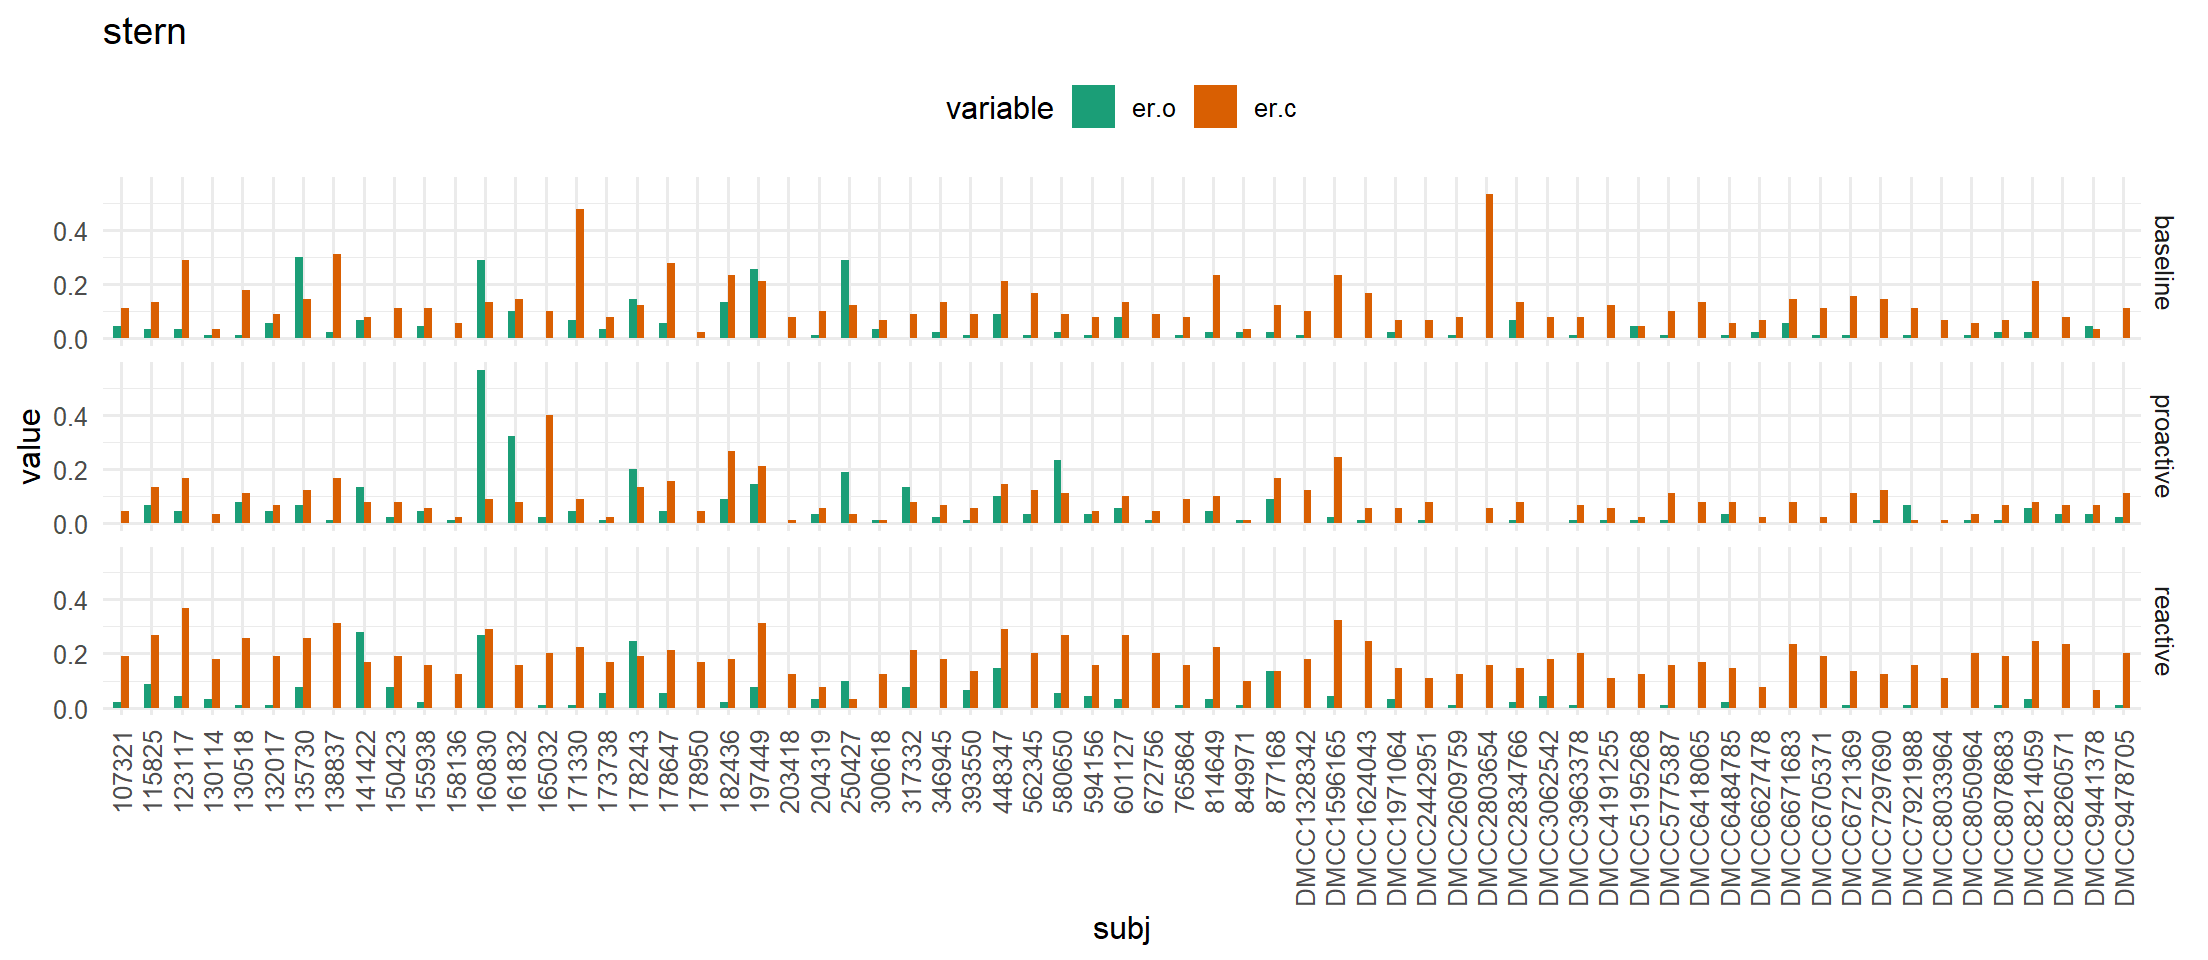 stern
variable er.o er.c
baseline
0.4
0.2
0.0
proactive
0.4
0.2
0.0
value
reactive
0.4
0.2
0.0
107321
115825
123117
130114
130518
132017
135730
138837
141422
150423
155938
158136
160830
161832
165032
171330
173738
178243
178647
178950
182436
197449
203418
204319
250427
300618
317332
346945
393550
448347
562345
580650
594156
601127
672756
765864
814649
849971
877168
DMCC1328342
DMCC1596165
DMCC1624043
DMCC1971064
DMCC2442951
DMCC2609759
DMCC2803654
DMCC2834766
DMCC3062542
DMCC3963378
DMCC4191255
DMCC5195268
DMCC5775387
DMCC6418065
DMCC6484785
DMCC6627478
DMCC6671683
DMCC6705371
DMCC6721369
DMCC7297690
DMCC7921988
DMCC8033964
DMCC8050964
DMCC8078683
DMCC8214059
DMCC8260571
DMCC9441378
DMCC9478705
subj